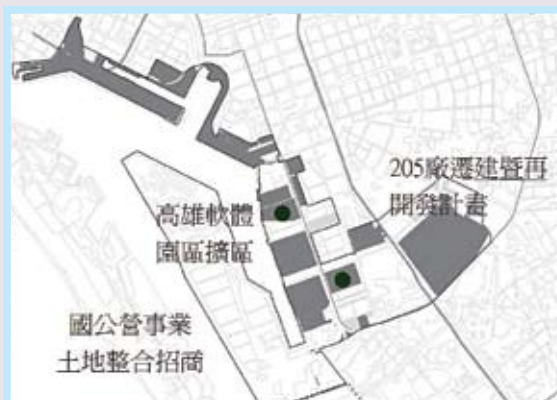 205廠遷建暨再
開發計畫
高雄軟體
園區擴區
國公營事業
土地整合招商